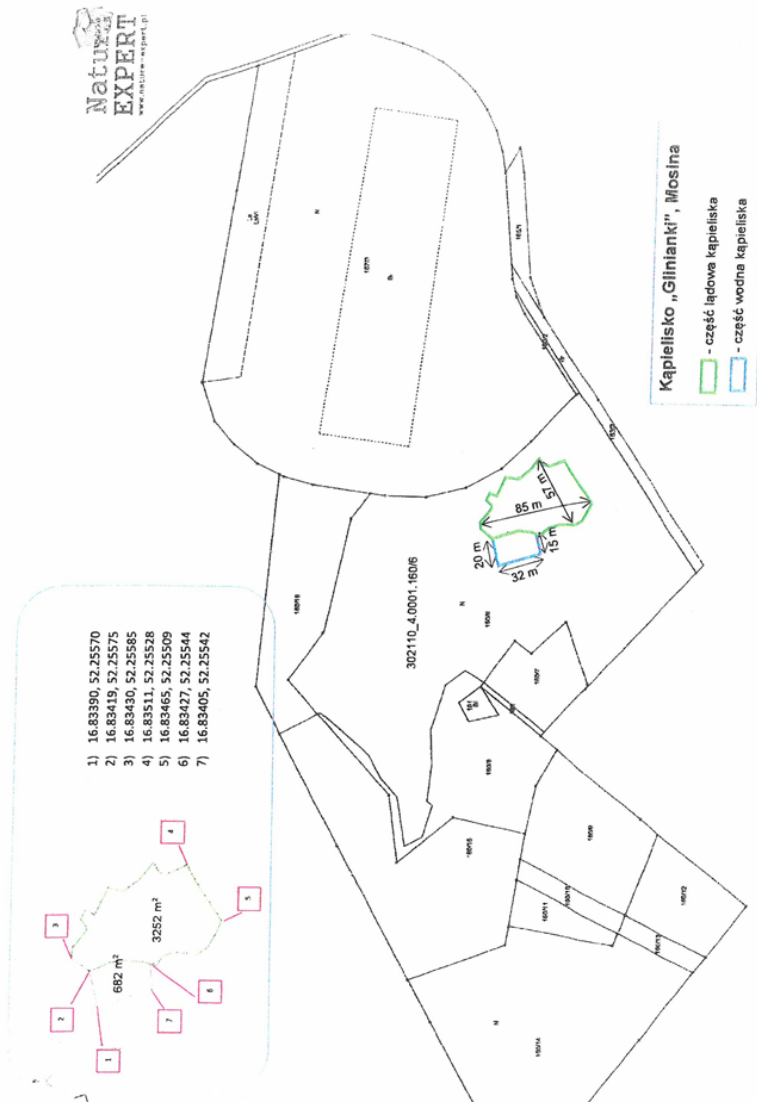 Nature
EXPERT
www.nature-expert.pl
1) 16.83390, 52.25570
2) 16.83419, 52.25575
3) 16.83430, 52.25585
4) 16.83511, 52.25528
5) 16.83465, 52.25509
6) 16.83427, 52.25544
7) 16.83405, 52.25542
3
4
2
682 m²
3252 m²
1
7
6
5
N
302110_4.0001.160/6
N
20 m
32 m
15 m
85 m
57 m
N
Kąpielisko „Glinianki”, Mosina
- część lądowa kąpieliska
- część wodna kąpieliska